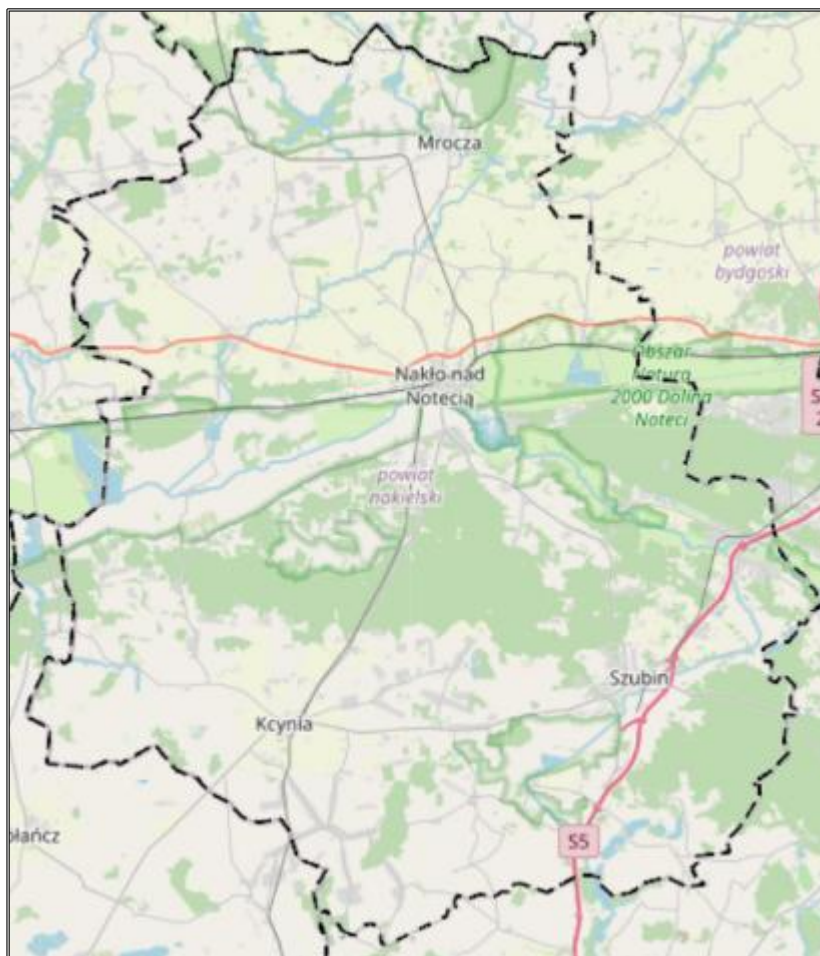 Mrocza
powiat
bydgoski
Obszar
Natura
2000 Dolina
Noteci
Nakło nad
Notecią
powiat
nakielski
Szubin
Kcynia
S5